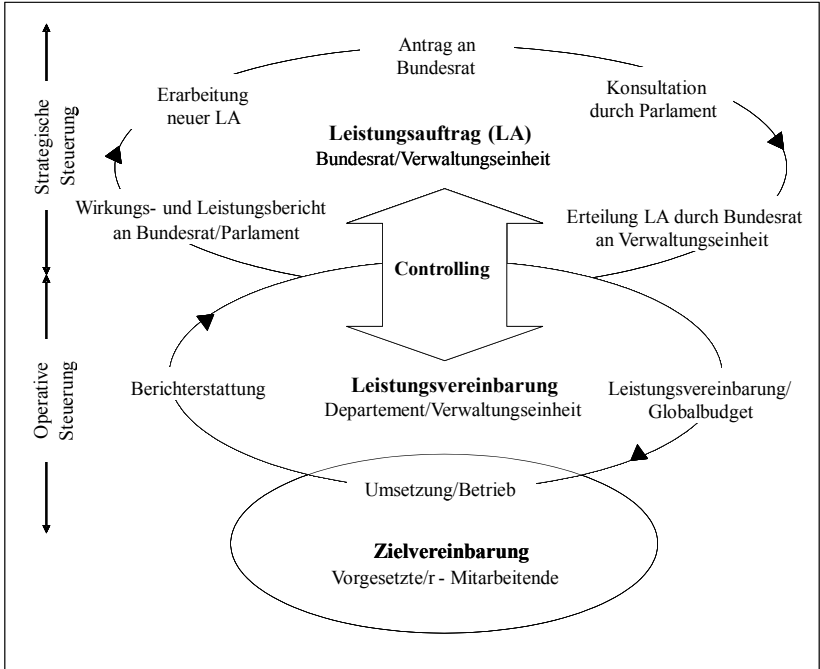 Antrag an
Bundesrat
Erarbeitung
neuer LA
Konsultation
durch Parlament
Strategische
Steuerung
Leistungsauftrag (LA)
Bundesrat/Verwaltungseinheit
Wirkungs- und Leistungsbericht
an Bundesrat/Parlament
Erteilung LA durch Bundesrat
an Verwaltungseinheit
Controlling
Operative
Steuerung
Berichterstattung
Leistungsvereinbarung
Departement/Verwaltungseinheit
Leistungsvereinbarung/
Globalbudget
Umsetzung/Betrieb
Zielvereinbarung
Vorgesetzte/r - Mitarbeitende